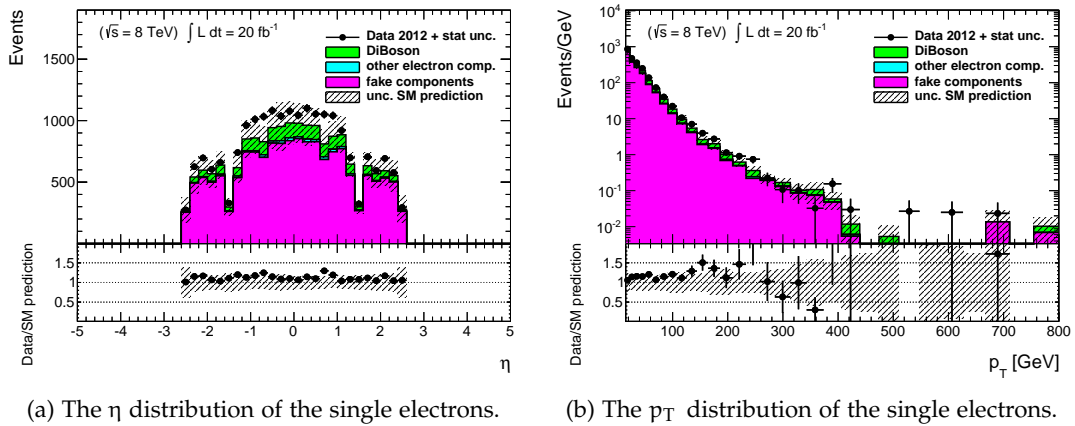 Events
(√s = 8 TeV) ∫ L dt = 20 fb⁻¹
Data 2012 + stat unc.
DiBoson
other electron comp.
fake components
unc. SM prediction
1500
1000
500
Data/SM prediction
1.5
1
0.5
-5 -4 -3 -2 -1 0 1 2 3 4 5
η
(a) The η distribution of the single electrons.
Events/GeV
(√s = 8 TeV) ∫ L dt = 20 fb⁻¹
Data 2012 + stat unc.
DiBoson
other electron comp.
fake components
unc. SM prediction
10⁴
10³
10²
10
1
10⁻¹
10⁻²
Data/SM prediction
1.5
1
0.5
100 200 300 400 500 600 700 800
p_T [GeV]
(b) The p_T distribution of the single electrons.